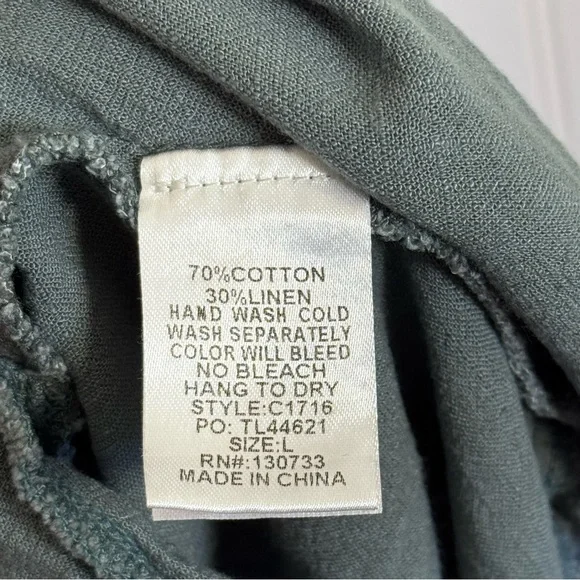 70%COTTON
30%LINEN
HAND WASH COLD
WASH SEPARATELY
COLOR WILL BLEED
NO BLEACH
HANG TO DRY
STYLE:C1716
PO: TL44621
SIZE:L
RN#:130733
MADE IN CHINA